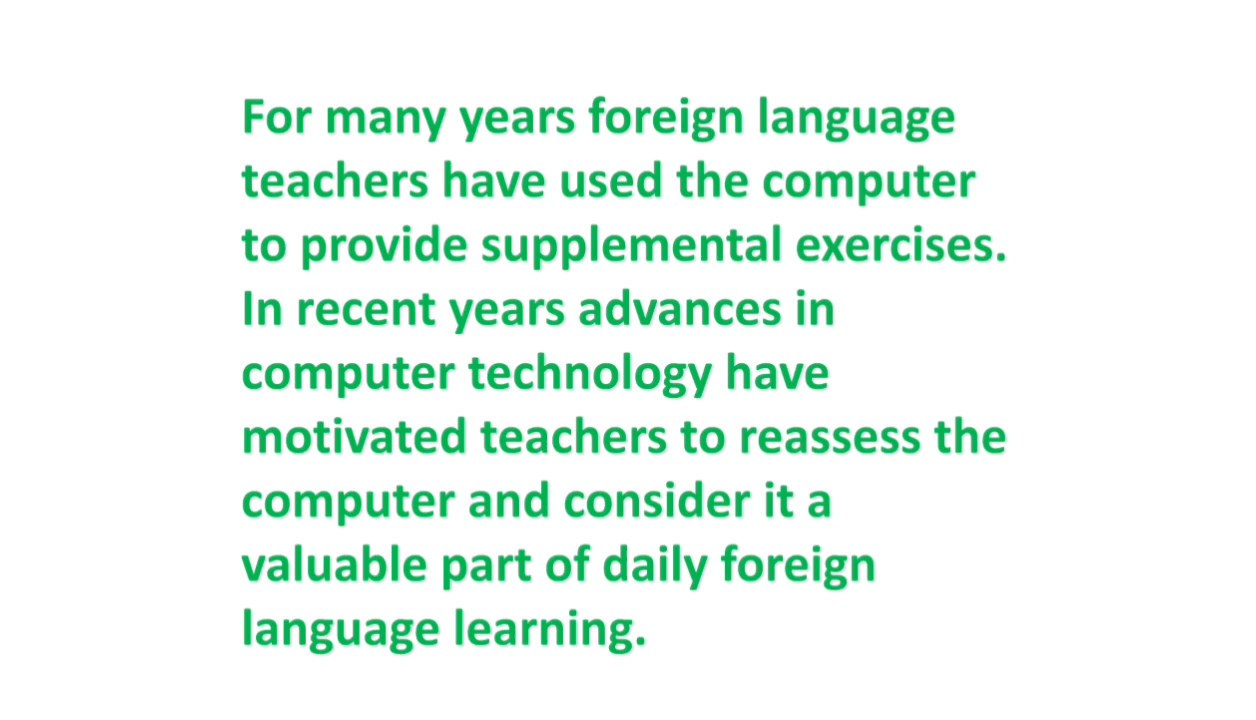 For many years foreign language
teachers have used the computer
to provide supplemental exercises.
In recent years advances in
computer technology have
motivated teachers to reassess the
computer and consider it a
valuable part of daily foreign
language learning.